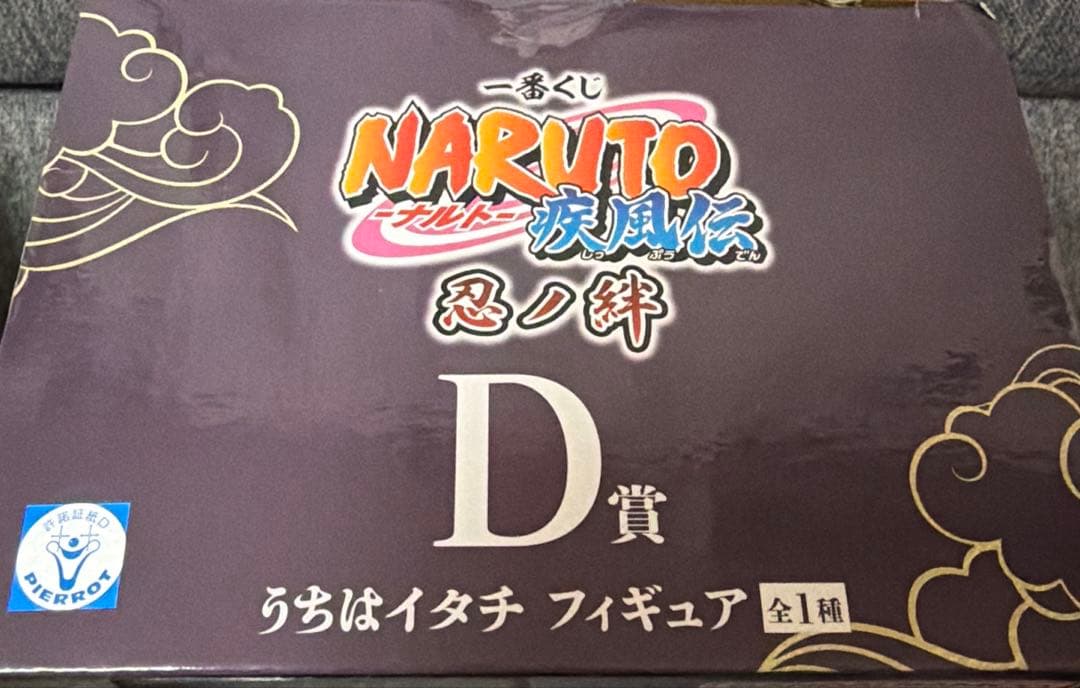 一番くじ
NARUTO
-ナルト-
疾風伝
しっ ぷう でん
忍ノ絆
D賞
許諾証紙D
PIERROT
うちはイタチ フィギュア 全1種